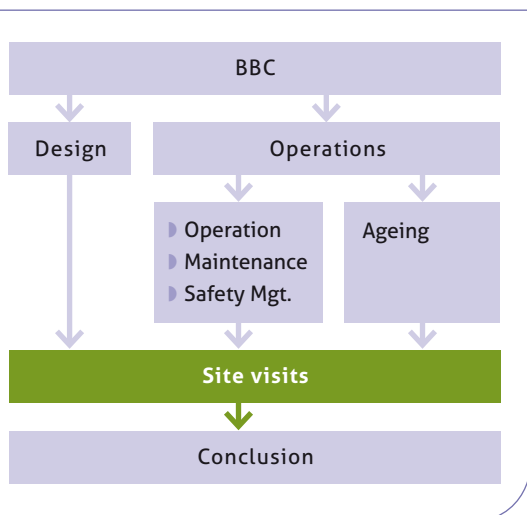 BBC
Design
Operations
Operation
Maintenance
Safety Mgt.
Ageing
Site visits
Conclusion